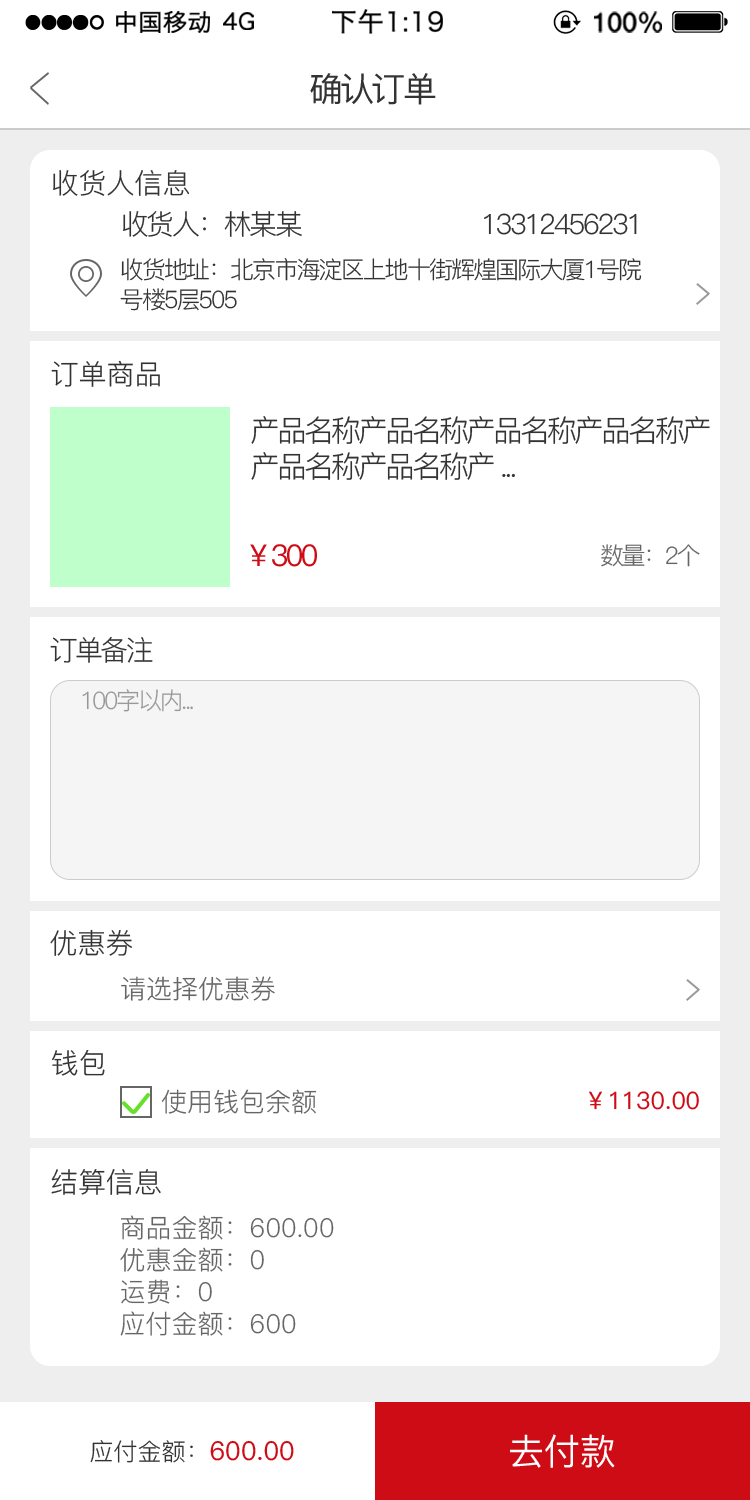 中国移动 4G 下午1:19 100%
确认订单
收货人信息
收货人：林某某 13312456231
收货地址：北京市海淀区上地十街辉煌国际大厦1号院
号楼5层505
订单商品
产品名称产品名称产品名称产品名称产
产品名称产品名称产 ...
¥300 数量：2个
订单备注
100字以内...
优惠券
请选择优惠券
钱包
使用钱包余额 ¥1130.00
结算信息
商品金额：600.00
优惠金额：0
运费：0
应付金额：600
应付金额：600.00 去付款